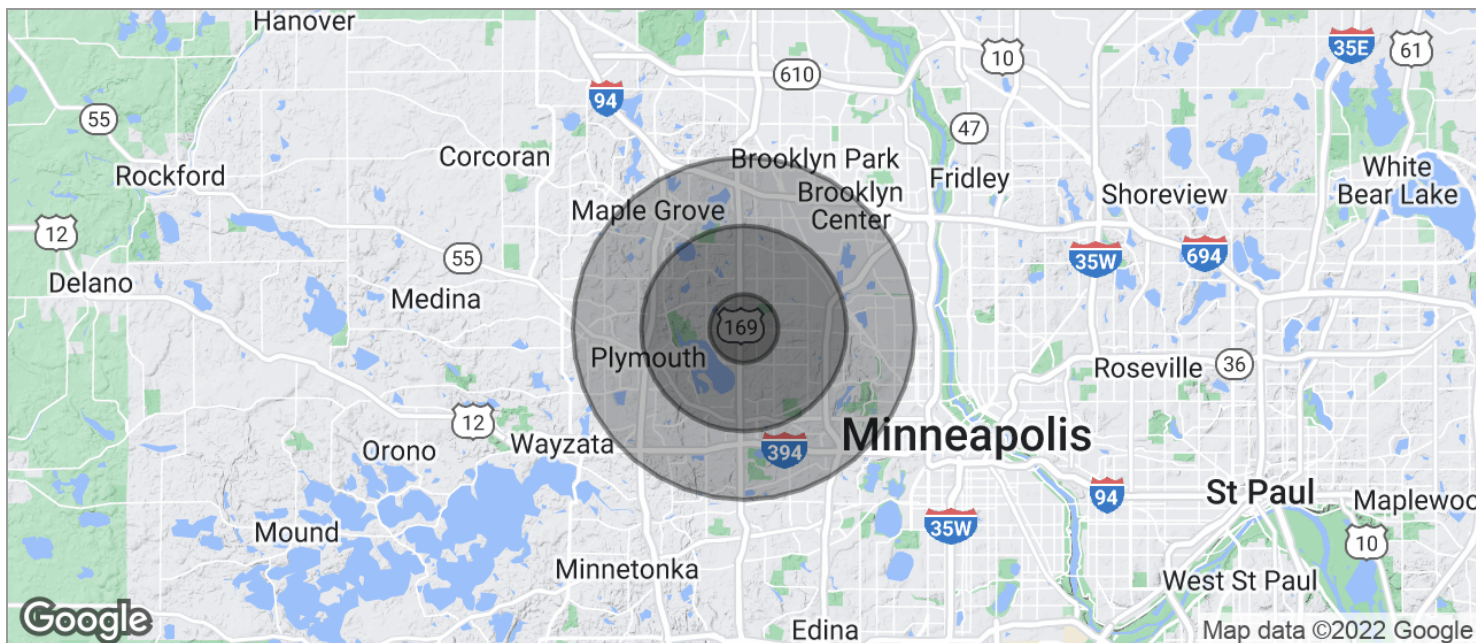 Hanover
10
35E
61
610
94
55
47
Corcoran
Brooklyn Park
Rockford
Fridley
White
Bear Lake
Shoreview
Brooklyn
Center
Maple Grove
12
55
35W
694
Delano
Medina
169
Plymouth
Roseville
36
12
Orono
Wayzata
394
Minneapolis
94
St Paul
Maplewoo
Mound
35W
10
Minnetonka
West St Paul
Google
Edina
Map data ©2022 Google